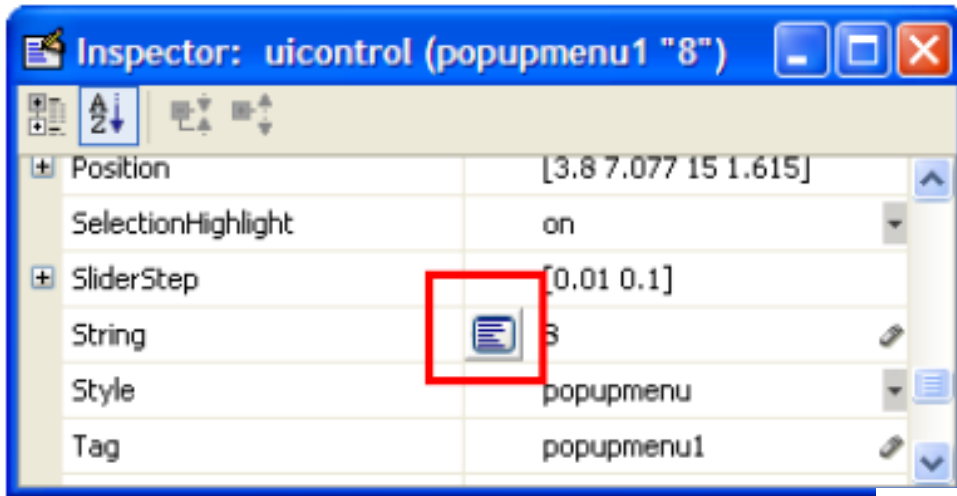 Inspector: uicontrol (popupmenu1 "8")
Position [3.8 7.077 15 1.615]
SelectionHighlight on
SliderStep [0.01 0.1]
String 8
Style popupmenu
Tag popupmenu1